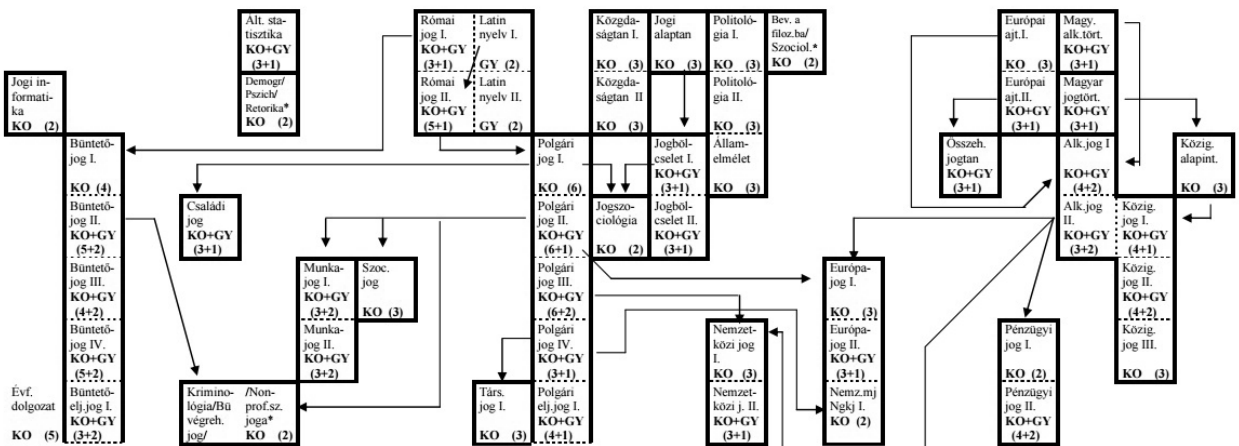 Ált. sta-
tisztika
KO+GY
(3+1)
Római
jog I.
KO+GY
(3+1)
Latin
nyelv I.
GY (2)
Közgda-
ságtan I.
KO (3)
Jogi
alaptan
KO (3)
Politoló-
gia I.
KO (3)
Bev. a
filoz.ba/
Szociol.*
KO (2)
Európai
ajt.I.
KO (3)
Magy.
alk.tört.
KO+GY
(3+1)
Jogi in-
formati-
ka
KO (2)
Demogr/
Pszich/
Retorika*
KO (2)
Római
jog II.
KO+GY
(5+1)
Latin
nyelv II.
GY (2)
Közgda-
ságtan II
KO (3)
Politoló-
gia II.
KO (3)
Európai
ajt.II.
KO+GY
(3+1)
Magyar
jogtört.
KO+GY
(3+1)
Büntető-
jog I.
KO (4)
Polgári
jog I.
KO (6)
Jogböl-
cselet I.
KO+GY
(3+1)
Állam-
elmélet
KO (3)
Összeh.
jogtan
KO+GY
(3+1)
Alk.jog I
KO+GY
(4+2)
Közig.
alapint.
KO (3)
Büntető-
jog II.
KO+GY
(5+2)
Családi
jog
KO+GY
(3+1)
Polgári
jog II.
KO+GY
(6+1)
Jogszo-
ciológia
KO (2)
Jogböl-
cselet II.
KO+GY
(3+1)
Alk.jog
II.
KO+GY
(3+2)
Közig.
jog I.
KO+GY
(4+1)
Büntető-
jog III.
KO+GY
(4+2)
Munka-
jog I.
KO+GY
(3+2)
Szoc.
jog
KO (3)
Polgári
jog III.
KO+GY
(6+2)
Európa-
jog I.
KO (3)
Közig.
jog II.
KO+GY
(4+2)
Büntető-
jog IV.
KO+GY
(5+2)
Munka-
jog II.
KO+GY
(3+2)
Polgári
jog IV.
KO+GY
(3+1)
Nemzet-
közi jog
I.
KO (3)
Európa-
jog II.
KO+GY
(3+1)
Pénzügyi
jog I.
KO (2)
Közig.
jog III.
KO (3)
Évf.
dolgozat
KO (5)
Büntető-
elj.jog I.
KO+GY
(3+2)
Krimino-
lógia/Bü
végreh.
jog/
/Non-
prof.sz.
joga*
KO (2)
Társ.
jog I.
KO (3)
Polgári
elj.jog I.
KO+GY
(4+1)
Nemzet-
közi j. II.
KO+GY
(3+1)
Nemz.mj
Ngkj I.
KO (2)
Pénzügyi
jog II.
KO+GY
(4+2)